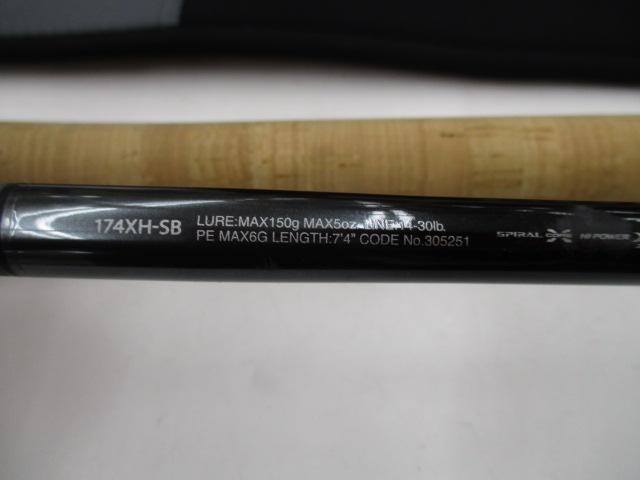 174XH-SB
LURE:MAX150g MAX5oz. LINE:14-30lb.
PE MAX6G LENGTH:7'4" CODE No.305251
SPIRAL X CORE HI POWER X